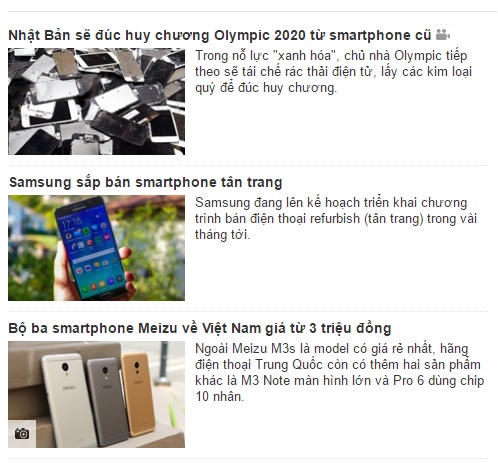 Nhật Bản sẽ đúc huy chương Olympic 2020 từ smartphone cũ
Trong nỗ lực "xanh hóa", chủ nhà Olympic tiếp
theo sẽ tái chế rác thải điện tử, lấy các kim loại
quý để đúc huy chương.
Samsung sắp bán smartphone tân trang
Samsung đang lên kế hoạch triển khai chương
trình bán điện thoại refurbish (tân trang) trong vài
tháng tới.
Bộ ba smartphone Meizu về Việt Nam giá từ 3 triệu đồng
Ngoài Meizu M3s là model có giá rẻ nhất, hãng
điện thoại Trung Quốc còn có thêm hai sản phẩm
khác là M3 Note màn hình lớn và Pro 6 dùng chip
10 nhân.